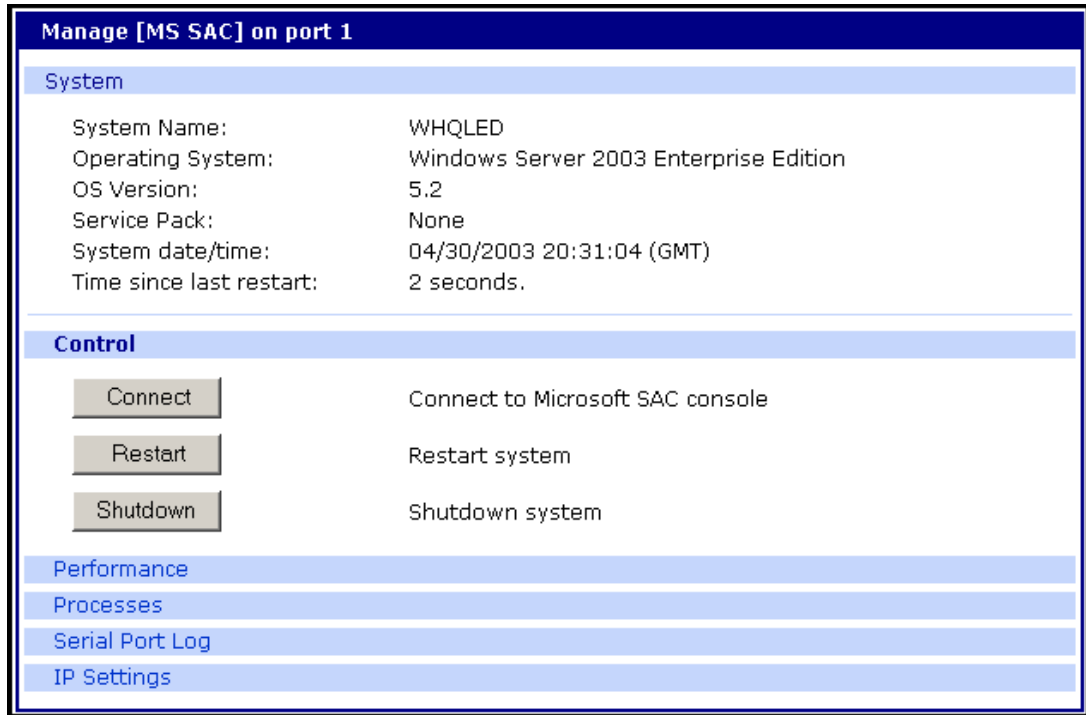 Manage [MS SAC] on port 1
System
System Name: WHQLED
Operating System: Windows Server 2003 Enterprise Edition
OS Version: 5.2
Service Pack: None
System date/time: 04/30/2003 20:31:04 (GMT)
Time since last restart: 2 seconds.
Control
Connect Connect to Microsoft SAC console
Restart Restart system
Shutdown Shutdown system
Performance
Processes
Serial Port Log
IP Settings